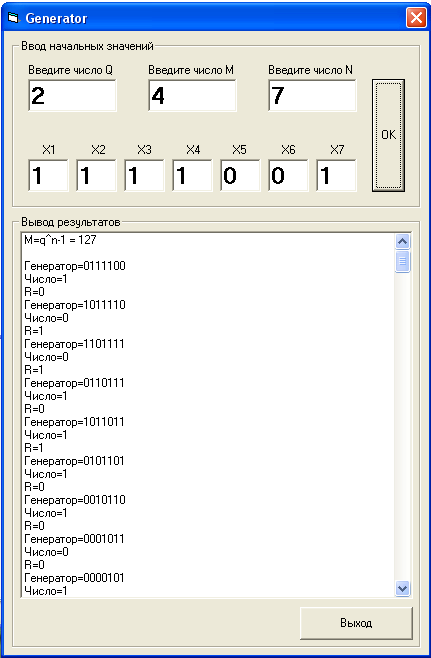 Generator
Ввод начальных значений
Введите число Q Введите число M Введите число N
2 4 7
OK
X1 X2 X3 X4 X5 X6 X7
1 1 1 1 0 0 1
Вывод результатов
M=q^n-1 = 127
Генератор=0111100
Число=1
R=0
Генератор=1011110
Число=0
R=1
Генератор=1101111
Число=0
R=1
Генератор=0110111
Число=1
R=0
Генератор=1011011
Число=1
R=1
Генератор=0101101
Число=1
R=0
Генератор=0010110
Число=1
R=0
Генератор=0001011
Число=0
R=0
Генератор=0000101
Число=1
Выход